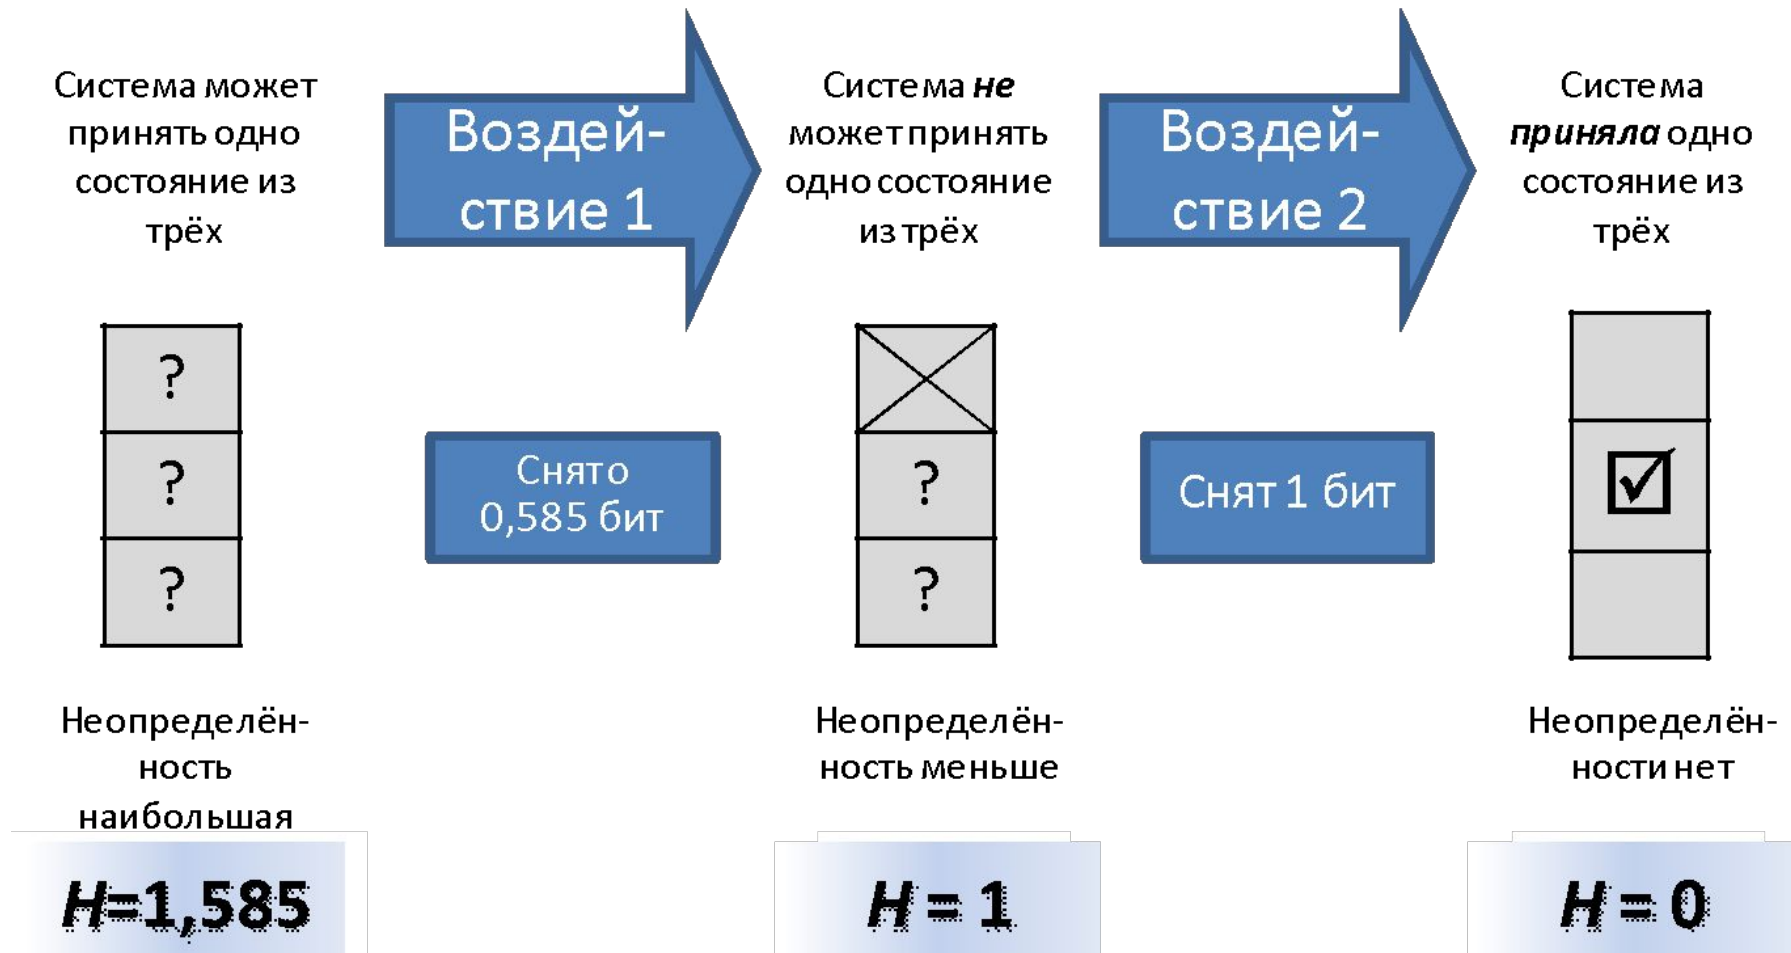 Система может
принять одно
состояние из
трёх
Воздей-
ствие 1
Система не
может принять
одно состояние
из трёх
Воздей-
ствие 2
Система
приняла одно
состояние из
трёх
?
?
?
Снято
0,585 бит
?
?
Снят 1 бит
Неопределён-
ность
наибольшая
Неопределён-
ность меньше
Неопределён-
ности нет
H=1,585
H = 1
H = 0